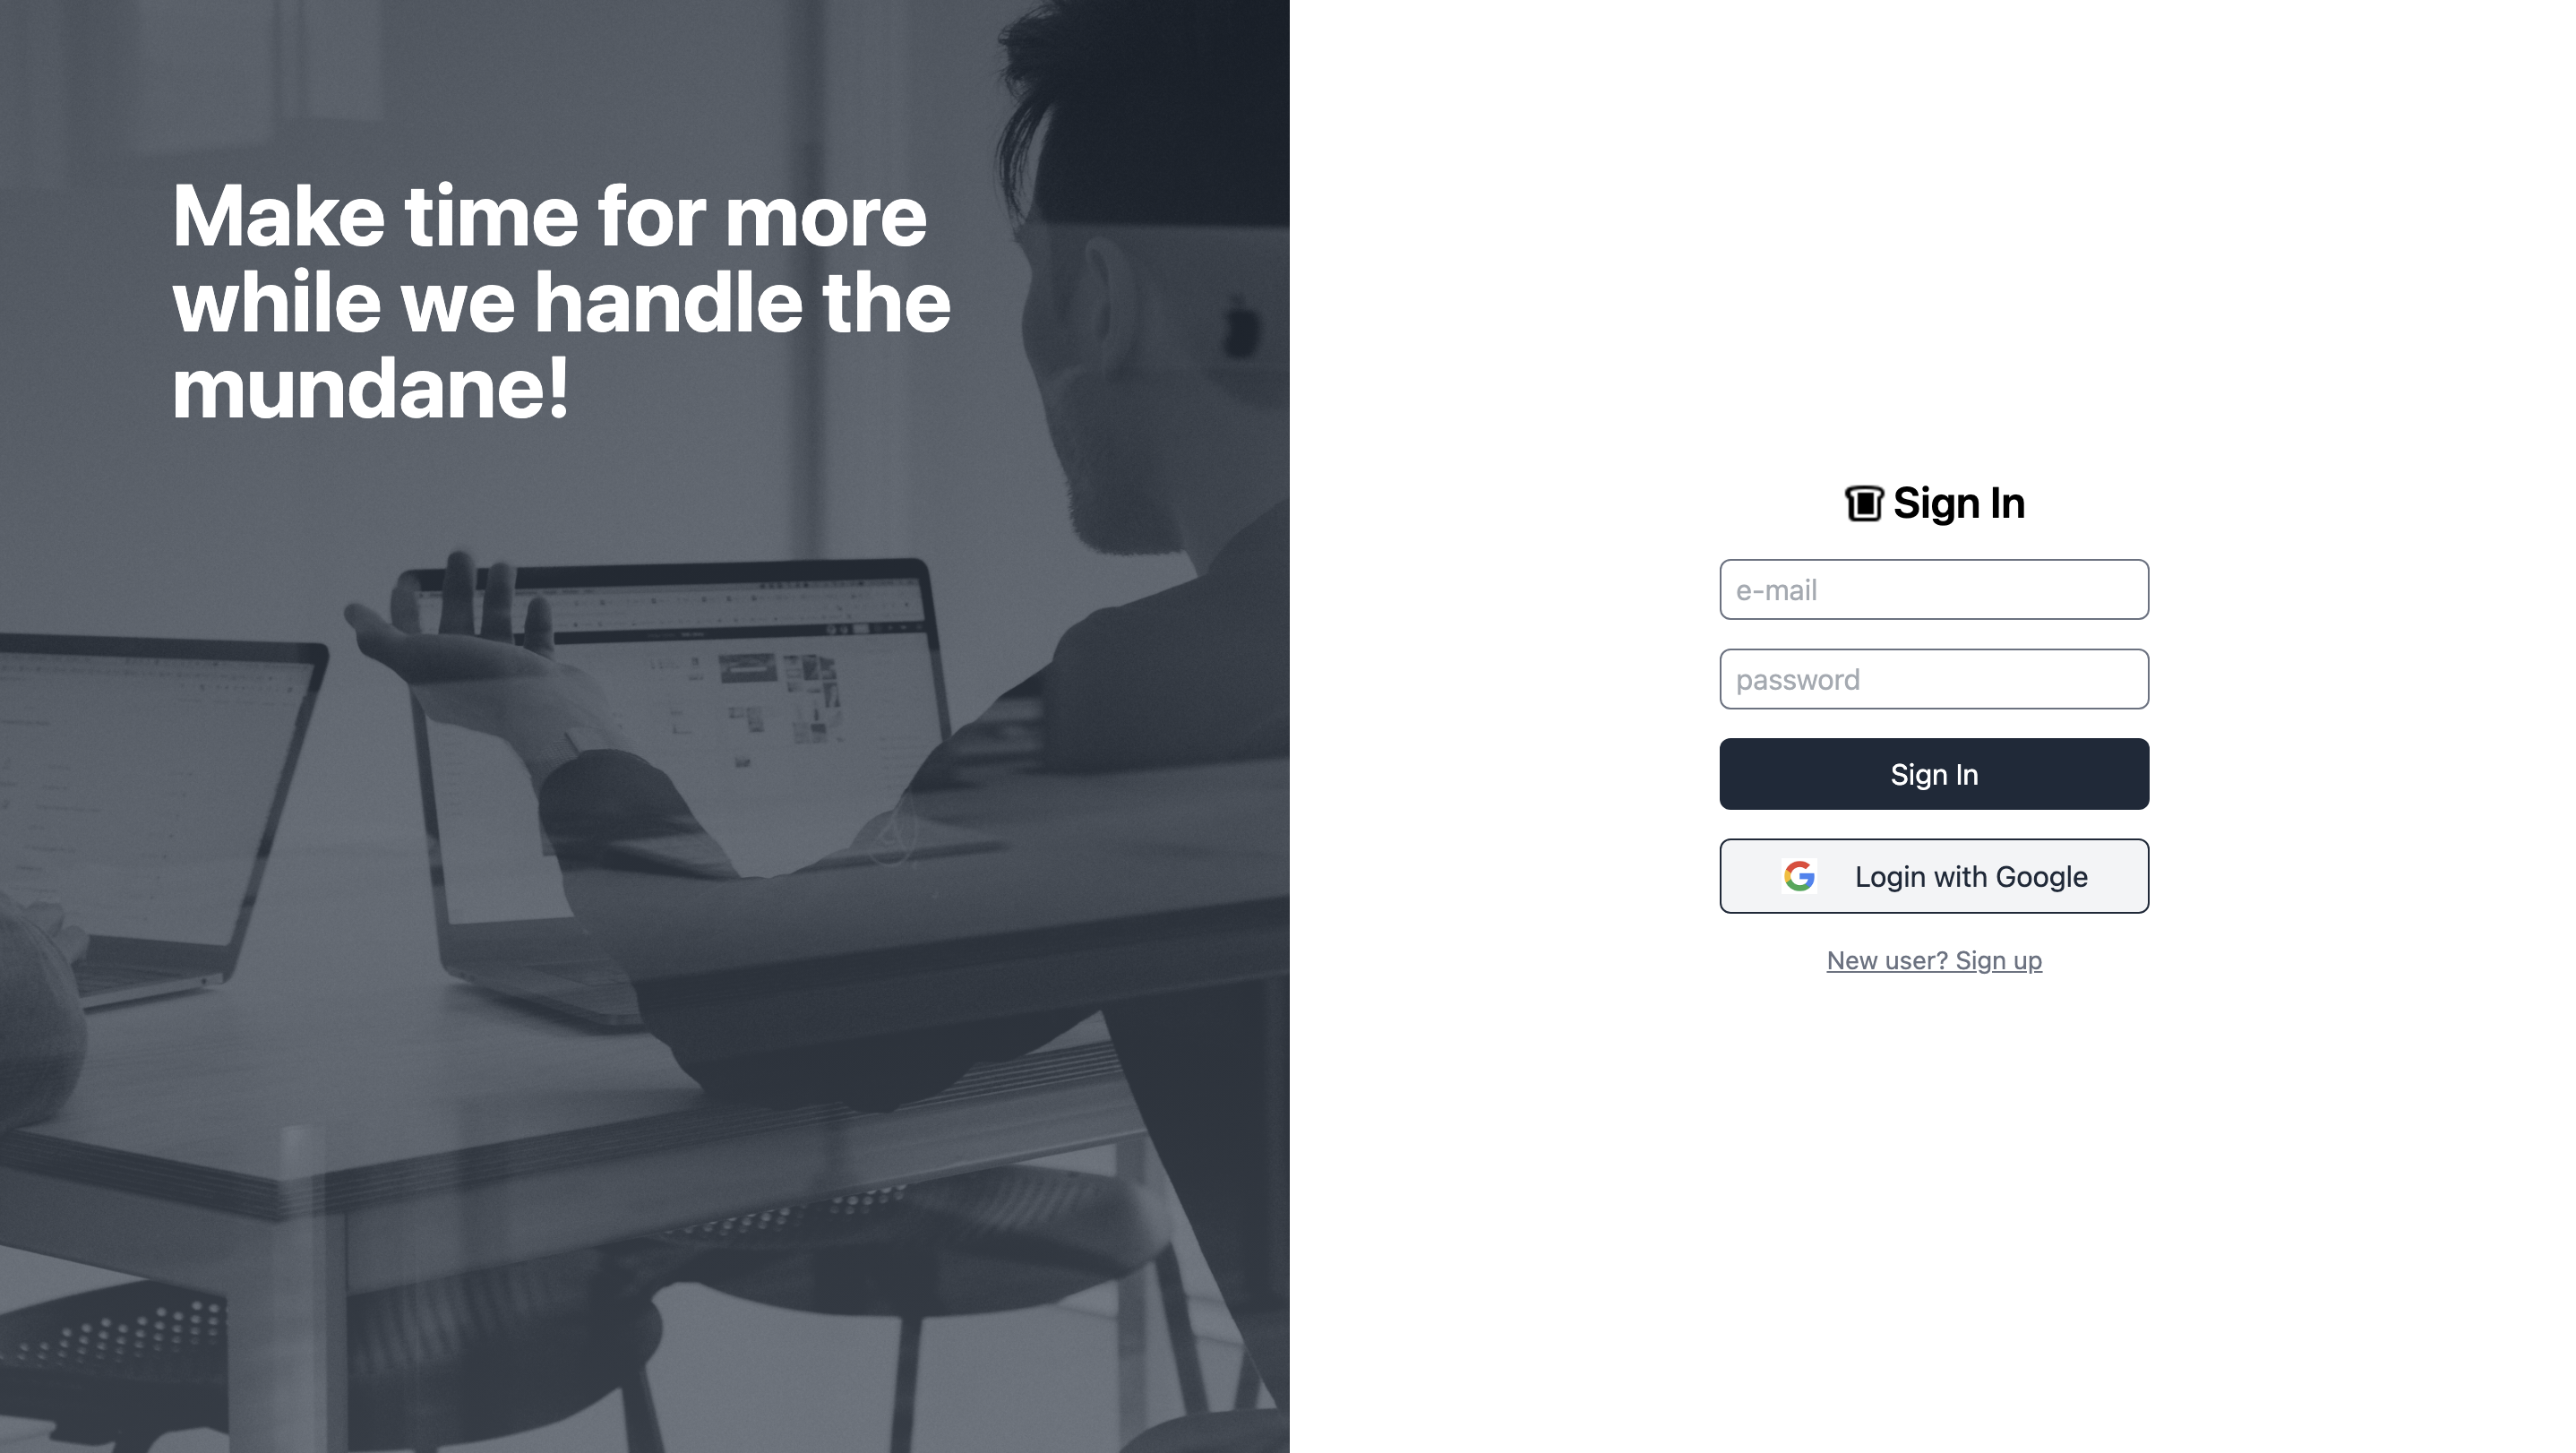 Make time for more
while we handle the
mundane!
Sign In
e-mail
password
Sign In
Login with Google
New user? Sign up